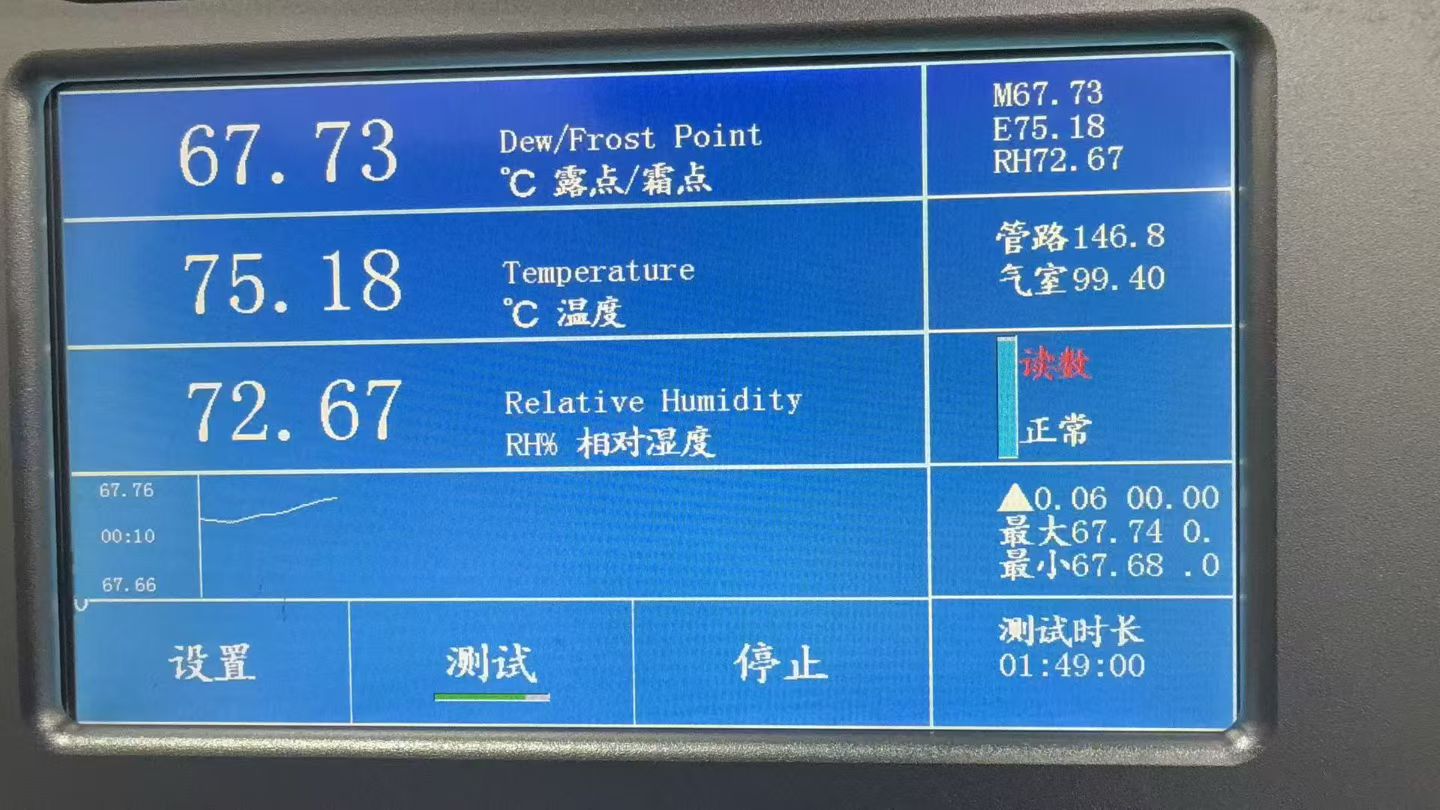 67.73
Dew/Frost Point
℃ 露点/霜点
M67.73
E75.18
RH72.67
75.18
Temperature
℃ 温度
管路146.8
气室99.40
72.67
Relative Humidity
RH% 相对湿度
读数
正常
67.76
00:10
67.66
▲0.06 00.00
最大67.74 0.
最小67.68 .0
设置
测试
停止
测试时长
01:49:00